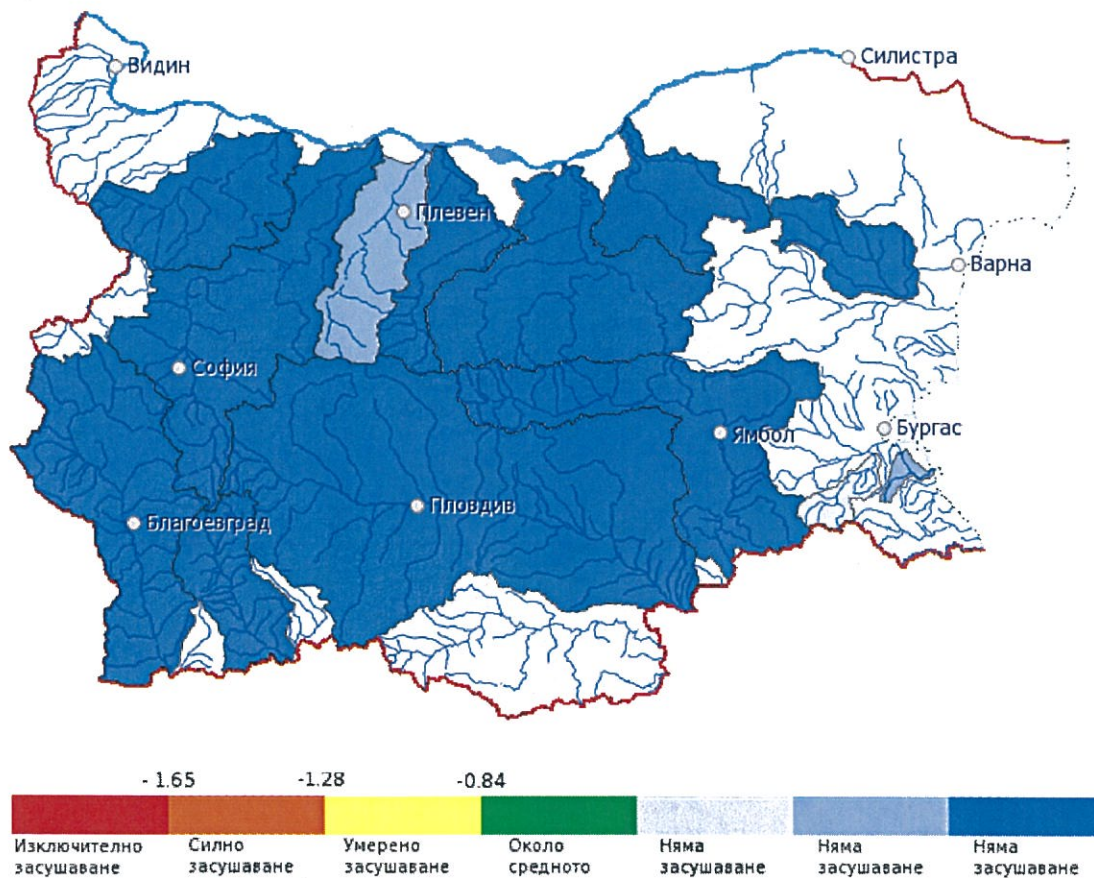 Видин
Силистра
Плевен
Варна
София
Ямбол
Бургас
Благоевград
Пловдив
- 1.65
-1.28
-0.84
Изключително
засушаване
Силно
засушаване
Умерено
засушаване
Около
средното
Няма
засушаване
Няма
засушаване
Няма
засушаване